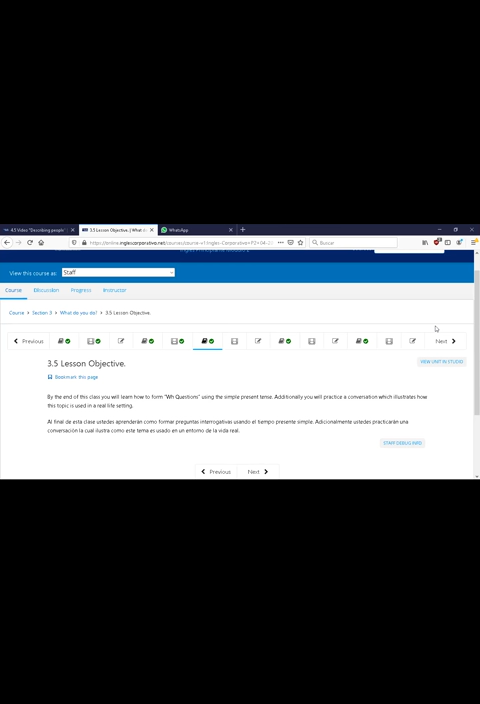 4.5 Video "Describing people"
3.5 Lesson Objective. | What do
WhatsApp
Buscar
View this course as:
Staff
Course
Discussion
Progress
Instructor
Course > Section 3 > What do you do? > 3.5 Lesson Objective.
Previous
Next
3.5 Lesson Objective.
VIEW UNIT IN STUDIO
Bookmark this page
By the end of this class you will learn how to form "Wh Questions" using the simple present tense. Additionally you will practice a conversation which illustrates how
this topic is used in a real life setting.
Al final de esta clase ustedes aprenderán como formar preguntas interrogativas usando el tiempo presente simple. Adicionalmente ustedes practicarán una
conversación la cual ilustra como este tema es usado en un entorno de la vida real.
STAFF DEBUG INFO
Previous
Next